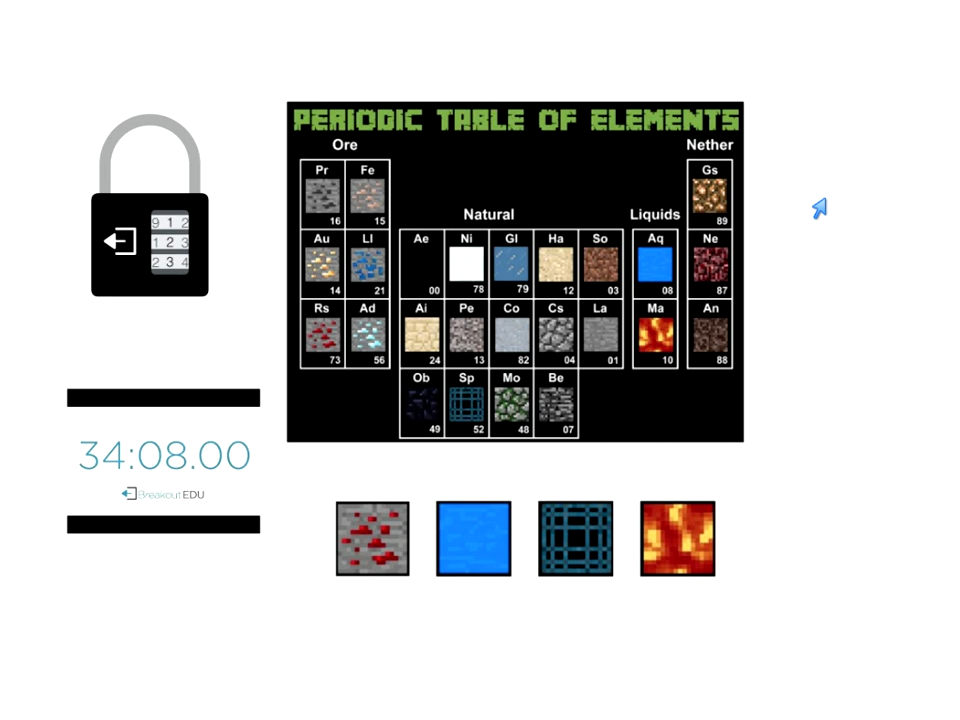 PERIODIC TABLE OF ELEMENTS
Ore
Nether
Pr
Fe
Gs
16
15
89
Natural
Liquids
Au
LI
Ae
Ni
Gl
Ha
So
Aq
Ne
14
21
00
78
79
12
03
08
87
Rs
Ad
Ai
Pe
Co
Cs
La
Ma
An
73
56
24
13
82
04
01
10
88
Ob
Sp
Mo
Be
49
52
48
07
9 1 2
1 2 3
2 3 4
34:08.00
Breakout EDU